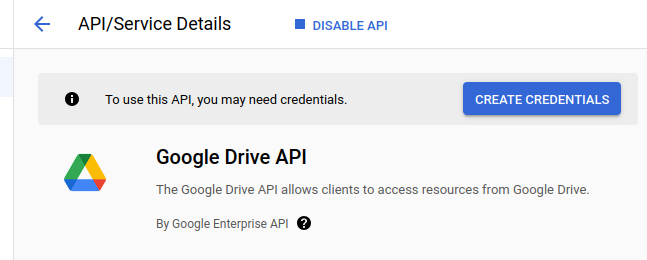 API/Service Details
DISABLE API
To use this API, you may need credentials.
CREATE CREDENTIALS
Google Drive API
The Google Drive API allows clients to access resources from Google Drive.
By Google Enterprise API